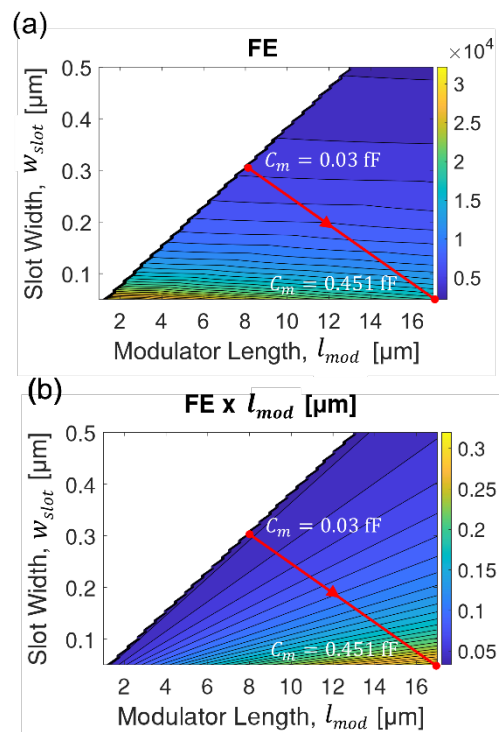 (a)
FE
×10⁴
0.5
0.4
0.3
0.2
0.1
Slot Width, w_slot [μm]
C_m = 0.03 fF
C_m = 0.451 fF
2 4 6 8 10 12 14 16
Modulator Length, l_mod [μm]
3
2.5
2
1.5
1
0.5
(b)
FE x l_mod [μm]
0.5
0.4
0.3
0.2
0.1
Slot Width, w_slot [μm]
C_m = 0.03 fF
C_m = 0.451 fF
2 4 6 8 10 12 14 16
Modulator Length, l_mod [μm]
0.3
0.25
0.2
0.15
0.1
0.05